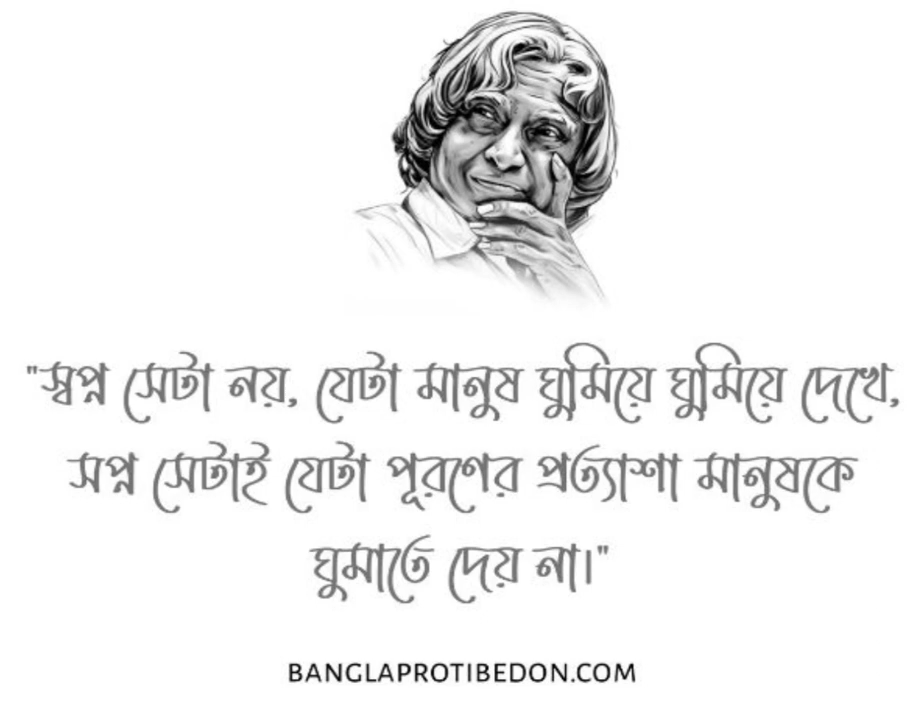 "স্বপ্ন সেটা নয়, যেটা মানুষ ঘুমিয়ে ঘুমিয়ে দেখে,
সপ্ন সেটাই যেটা পূরণের প্রত্যাশা মানুষকে
ঘুমাতে দেয় না।"
BANGLAPROTIBEDON.COM